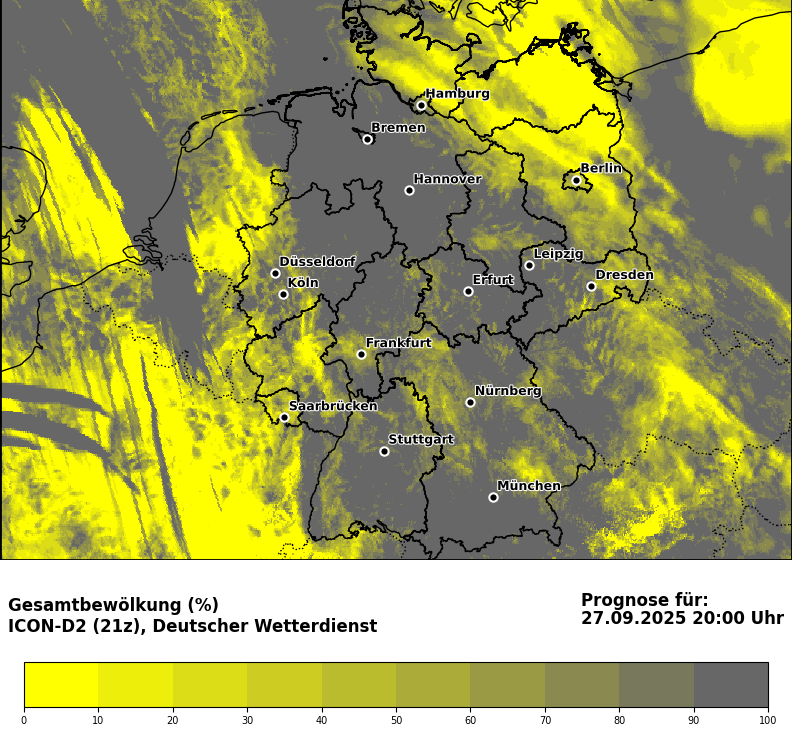 Hamburg
Bremen
Berlin
Hannover
Leipzig
Düsseldorf
Dresden
Köln
Erfurt
Frankfurt
Nürnberg
Saarbrücken
Stuttgart
München
Gesamtbewölkung (%)
ICON-D2 (21z), Deutscher Wetterdienst
Prognose für:
27.09.2025 20:00 Uhr
0 10 20 30 40 50 60 70 80 90 100